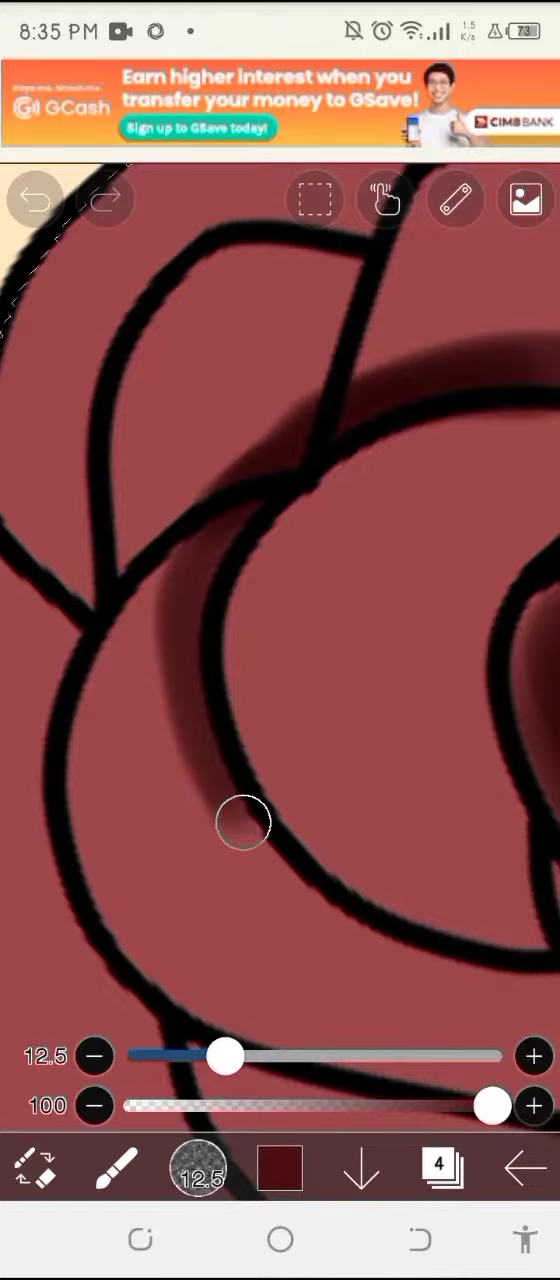 8:35 PM
1.5
K/s
73
GCash
Earn higher interest when you
transfer your money to GSave!
Sign up to GSave today!
CIMB BANK
12.5
100
12.5
4